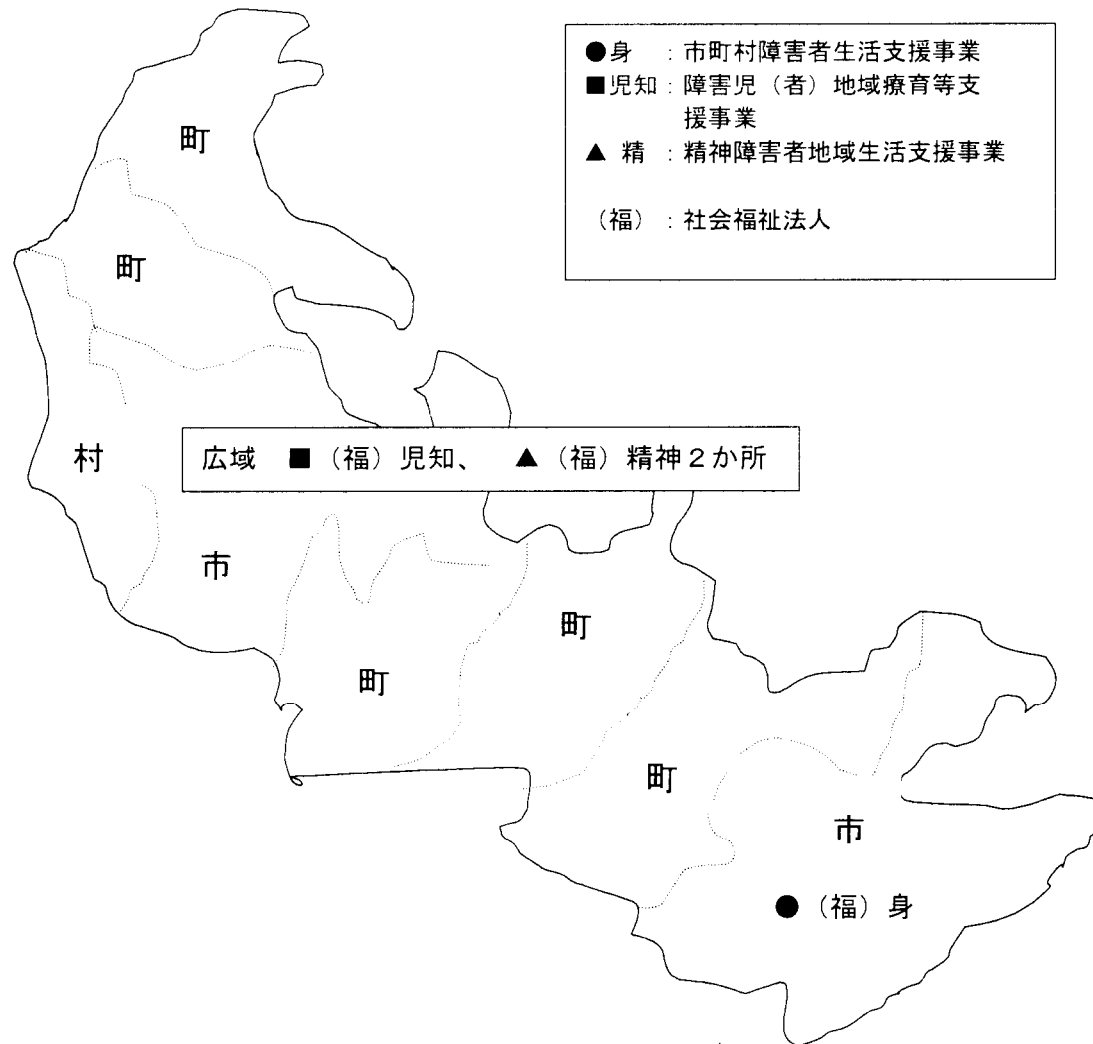 ●身 ：市町村障害者生活支援事業
■児知：障害児（者）地域療育等支
援事業
▲ 精 ：精神障害者地域生活支援事業
（福）：社会福祉法人
町
町
村
広域 ■（福）児知、 ▲（福）精神２か所
市
町
町
町
市
●（福）身